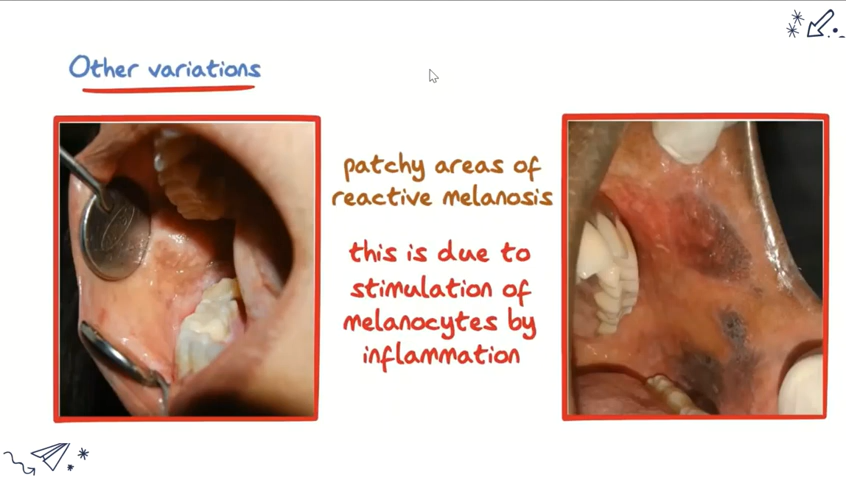 Other variations
patchy areas of
reactive melanosis
this is due to
stimulation of
melanocytes by
inflammation